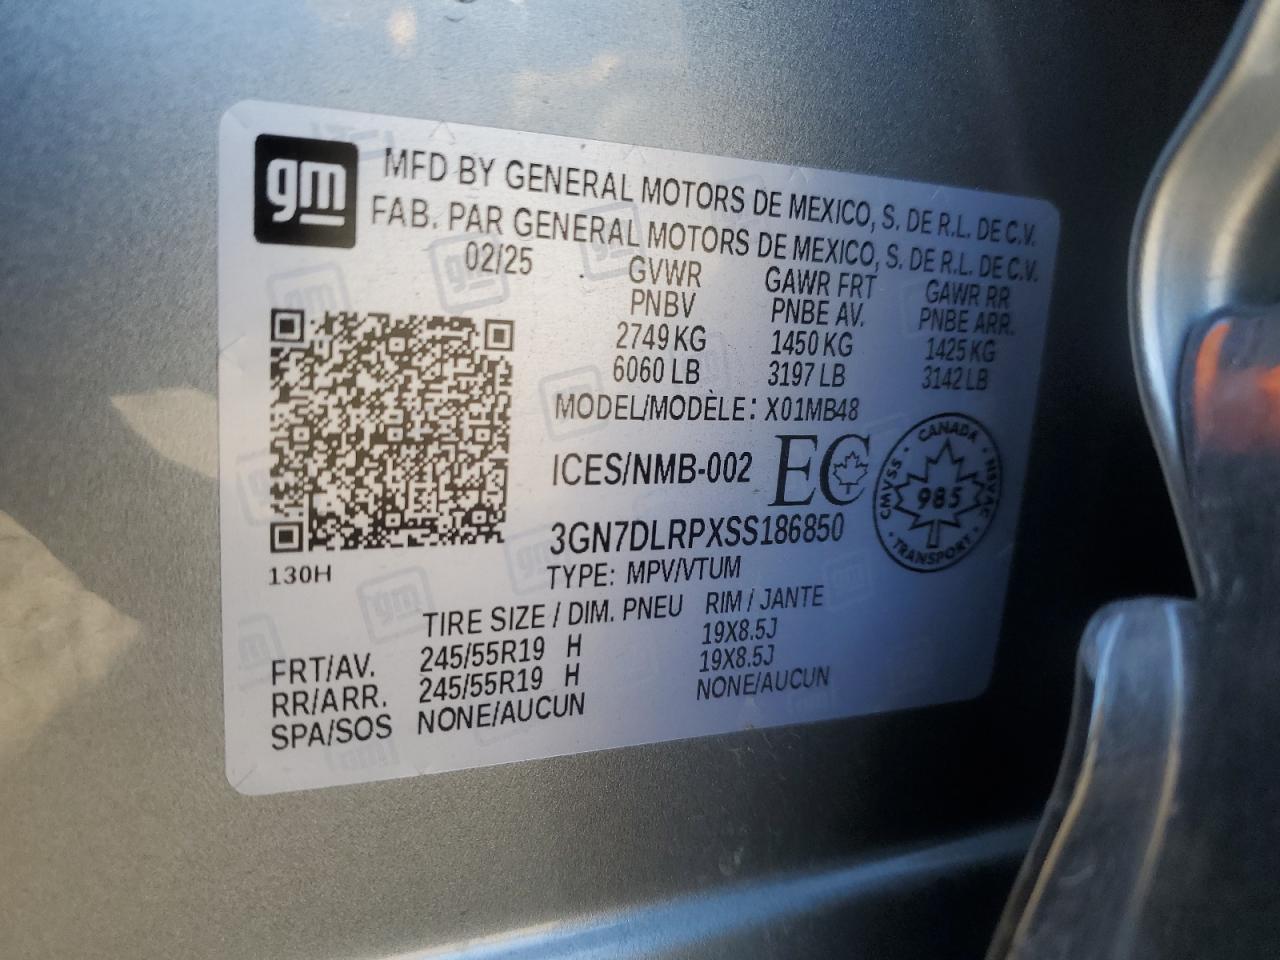 gm
MFD BY GENERAL MOTORS DE MEXICO, S. DE R.L. DE C.V.
FAB. PAR GENERAL MOTORS DE MEXICO, S. DE R.L. DE C.V.
02/25 GVWR GAWR FRT GAWR RR
PNBV PNBE AV. PNBE ARR.
2749 KG 1450 KG 1425 KG
6060 LB 3197 LB 3142 LB
MODEL/MODÈLE: X01MB48
ICES/NMB-002 EC
CANADA
CMVSS NSVAC
985
TRANSPORT
3GN7DLRPXSS186850
130H
TYPE: MPV/VTUM
TIRE SIZE / DIM. PNEU RIM / JANTE
FRT/AV. 245/55R19 H 19X8.5J
RR/ARR. 245/55R19 H 19X8.5J
SPA/SOS NONE/AUCUN NONE/AUCUN